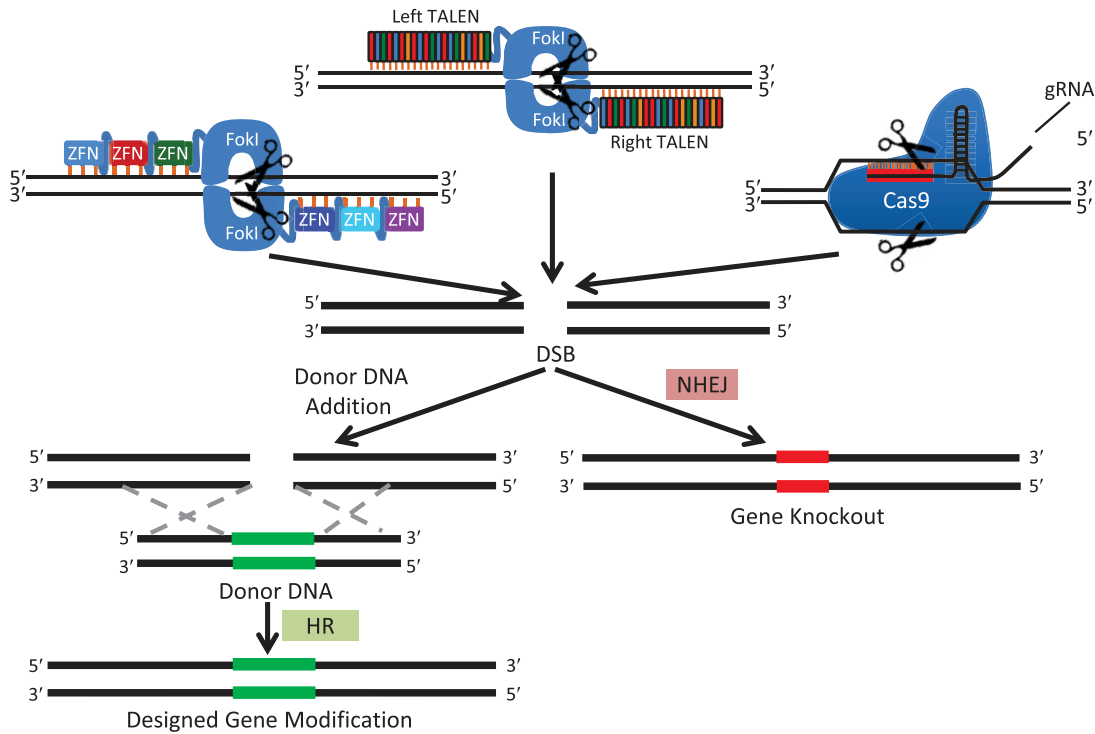 Left TALEN
FokI
5′ 3′
3′ 5′
FokI
Right TALEN
gRNA
5′
FokI
ZFN ZFN ZFN
5′ 3′
3′ 5′
ZFN ZFN ZFN
FokI
5′ 3′
3′ 5′
Cas9
5′ 3′
3′ 5′
DSB
Donor DNA
Addition
NHEJ
5′ 3′
3′ 5′
5′ 3′
3′ 5′
Gene Knockout
5′ 3′
3′ 5′
Donor DNA
HR
5′ 3′
3′ 5′
Designed Gene Modification